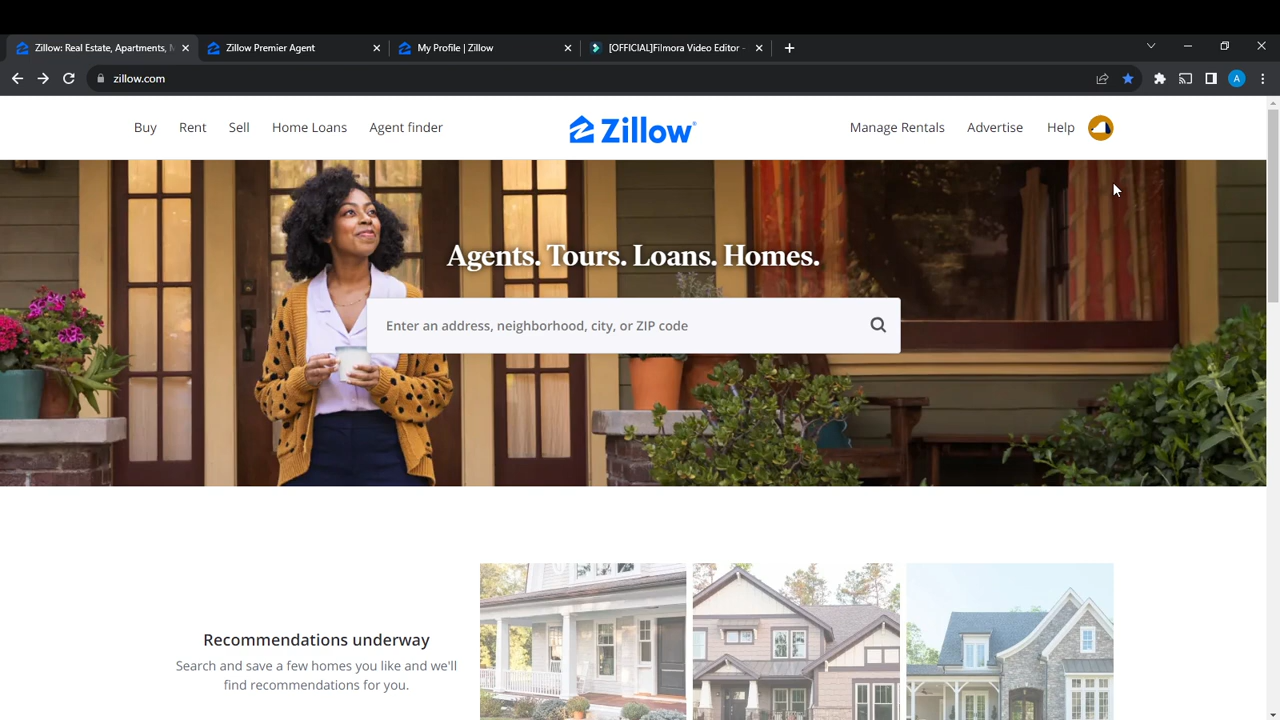 Zillow: Real Estate, Apartments, M
Zillow Premier Agent
My Profile | Zillow
[OFFICIAL]Filmora Video Editor -
zillow.com
A
Buy
Rent
Sell
Home Loans
Agent finder
Zillow
Manage Rentals
Advertise
Help
Agents. Tours. Loans. Homes.
Enter an address, neighborhood, city, or ZIP code
Recommendations underway
Search and save a few homes you like and we'll
find recommendations for you.